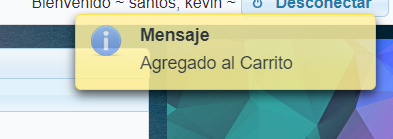 Bienvenido ~ santos, kevin ~ Desconectar
Mensaje
Agregado al Carrito